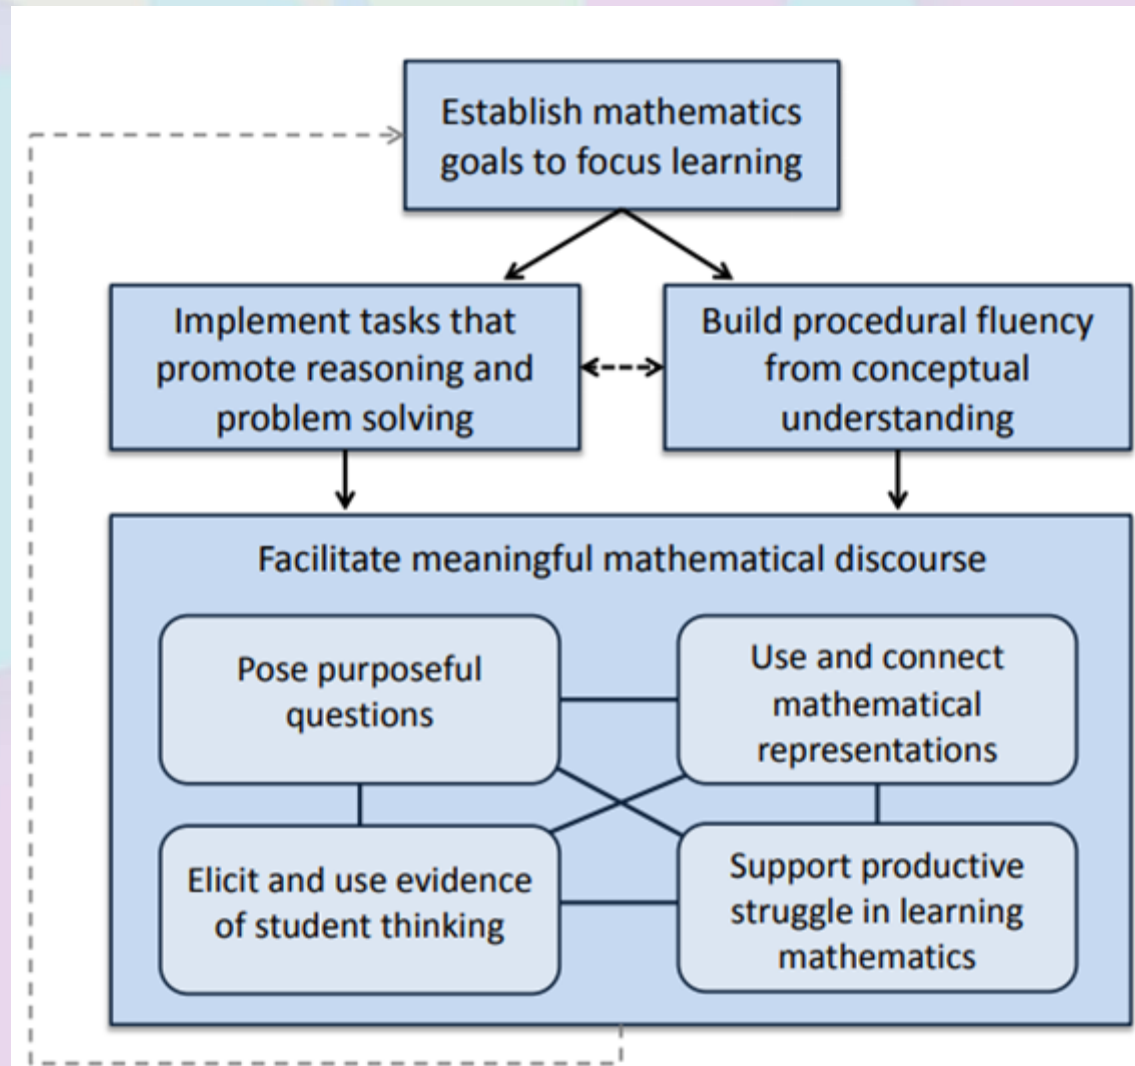 Establish mathematics
goals to focus learning
Implement tasks that
promote reasoning and
problem solving
Build procedural fluency
from conceptual
understanding
Facilitate meaningful mathematical discourse
Pose purposeful
questions
Use and connect
mathematical
representations
Elicit and use evidence
of student thinking
Support productive
struggle in learning
mathematics